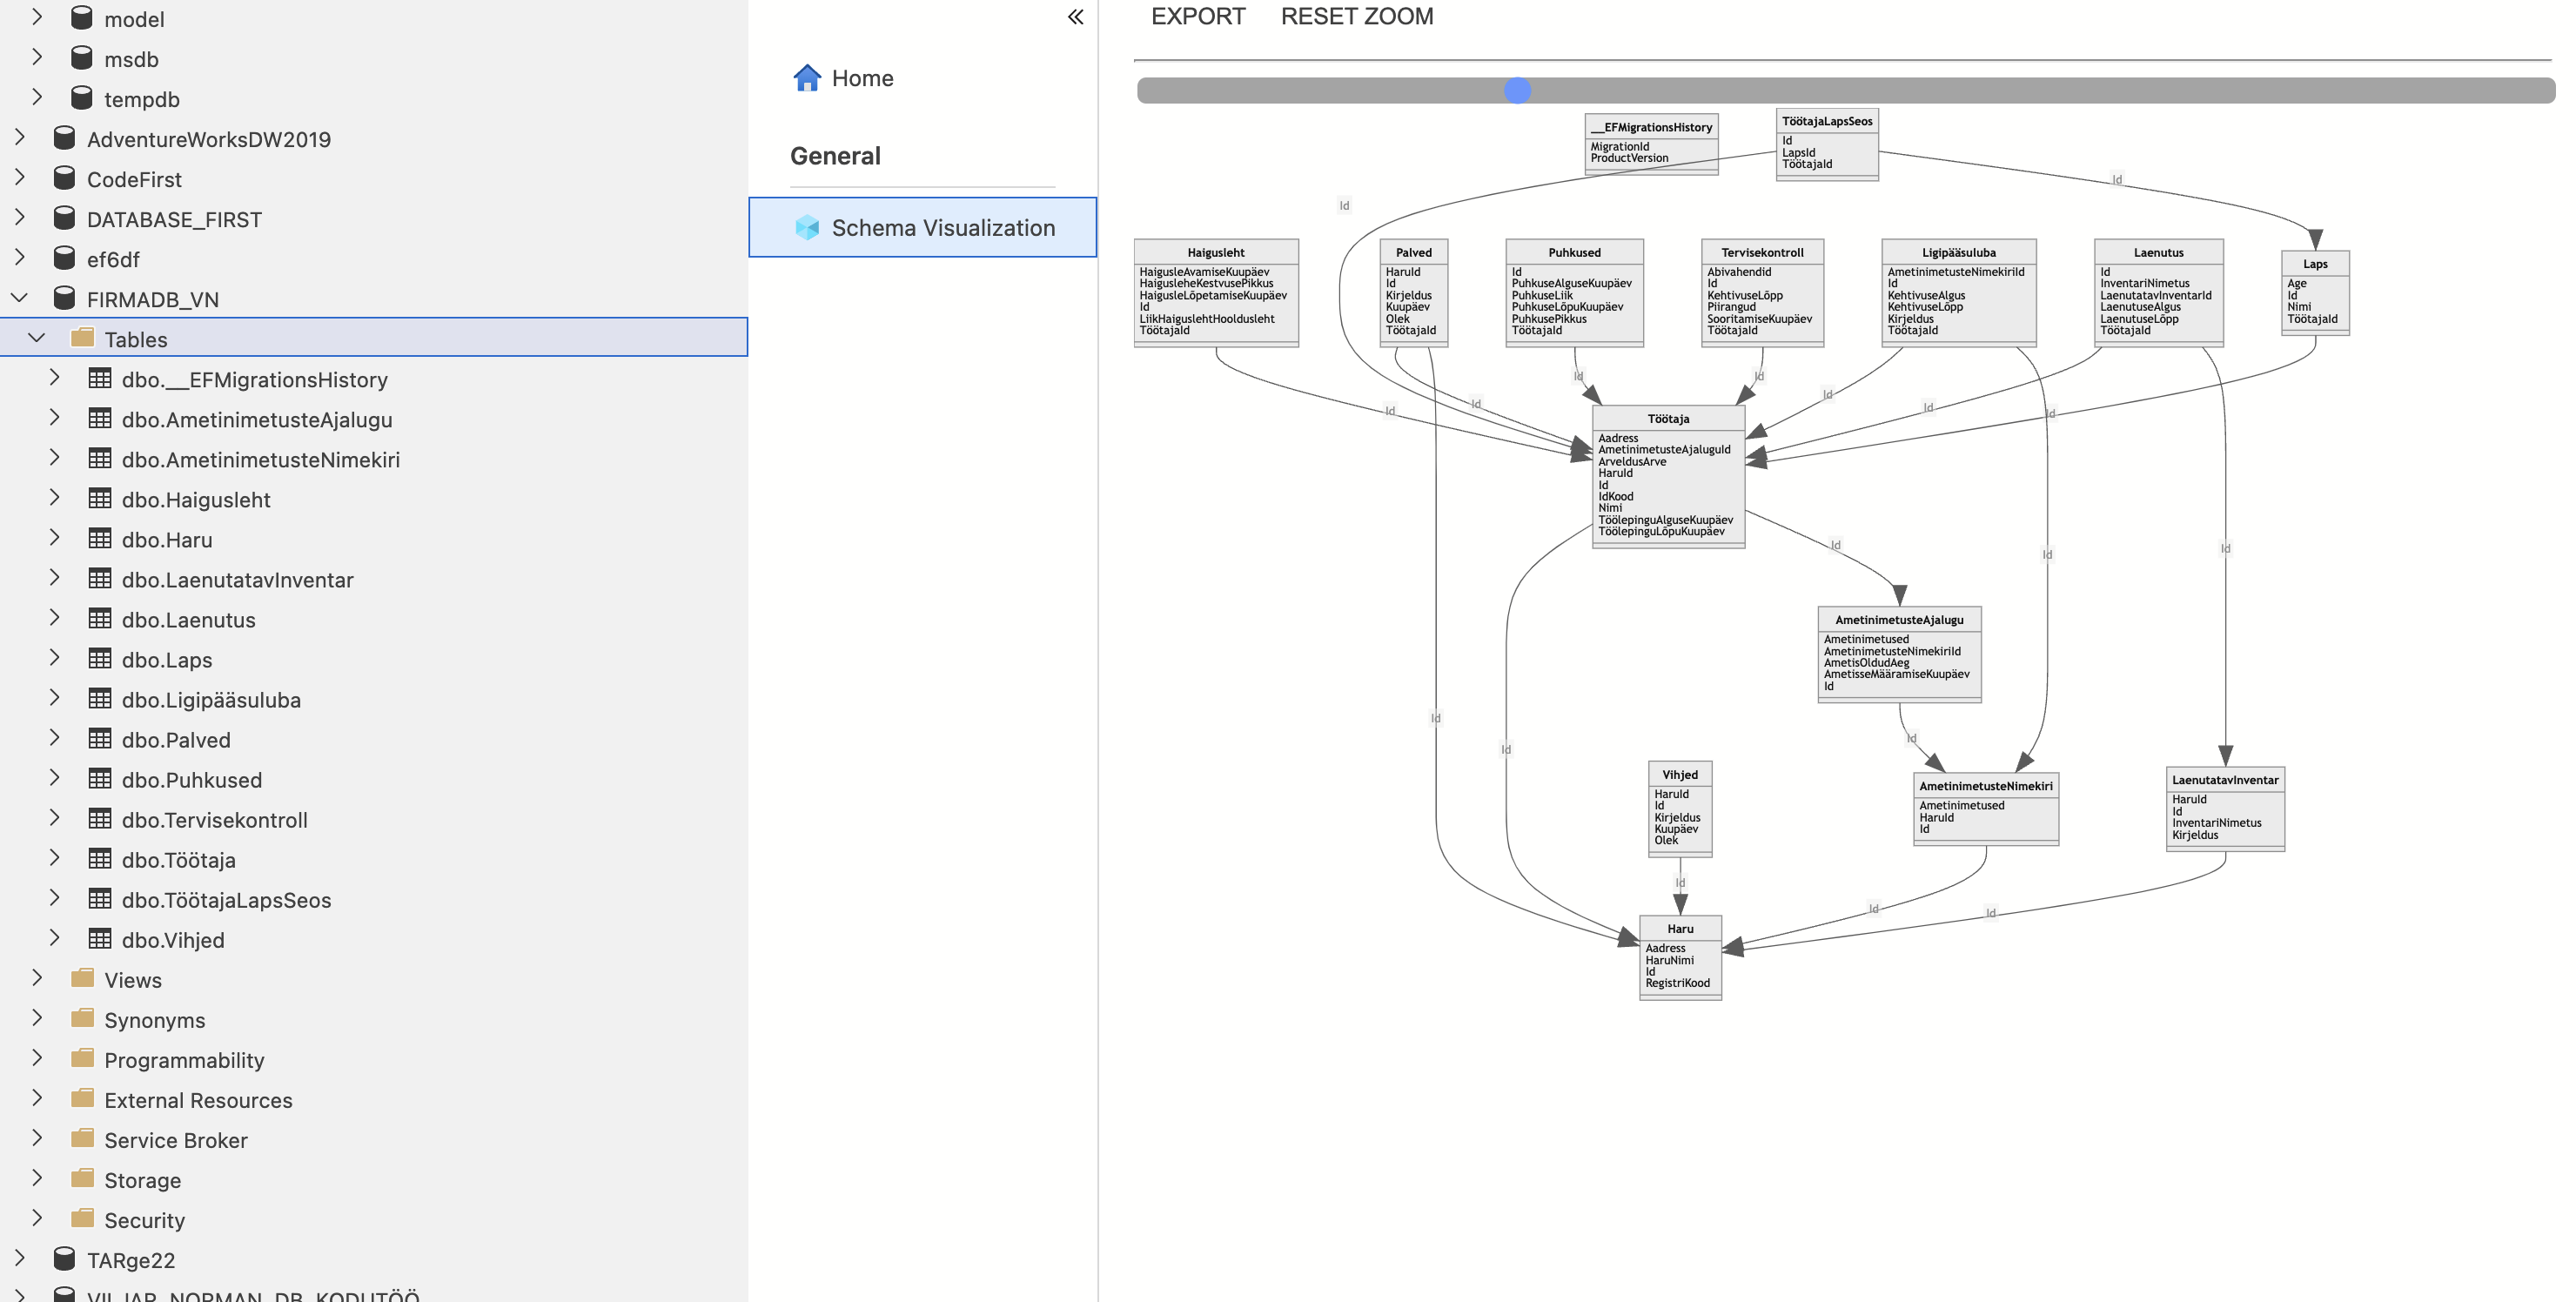 model
msdb
tempdb
AdventureWorksDW2019
CodeFirst
DATABASE_FIRST
ef6df
FIRMADB_VN
Tables
dbo.__EFMigrationsHistory
dbo.AmetinimetusteAjalugu
dbo.AmetinimetusteNimekiri
dbo.Haigusleht
dbo.Haru
dbo.LaenutatavInventar
dbo.Laenutus
dbo.Laps
dbo.Ligipääsuluba
dbo.Palved
dbo.Puhkused
dbo.Tervisekontroll
dbo.Töötaja
dbo.TöötajaLapsSeos
dbo.Vihjed
Views
Synonyms
Programmability
External Resources
Service Broker
Storage
Security
TARge22
VILJAR_NORMAN_DB_KODUTÖÖ
Home
General
Schema Visualization
EXPORT RESET ZOOM
__EFMigrationsHistory
MigrationId
ProductVersion
TöötajaLapsSeos
Id
LapsId
TöötajaId
Id
Id
Haigusleht
HaigusleAvamiseKuupäev
HaigusleheKestvusePikkus
HaigusleLõpetamiseKuupäev
Id
LiikHaiguslehtHooldusleht
TöötajaId
Palved
HaruId
Id
Kirjeldus
Kuupäev
Olek
TöötajaId
Puhkused
Id
PuhkuseAlguseKuupäev
PuhkuseLiik
PuhkuseLõpuKuupäev
PuhkusePikkus
TöötajaId
Tervisekontroll
Abivahendid
Id
KehtivuseLõpp
Piirangud
SooritamiseKuupäev
TöötajaId
Ligipääsuluba
AmetinimetusteNimekiriId
Id
KehtivuseAlgus
KehtivuseLõpp
Kirjeldus
TöötajaId
Laenutus
Id
InventariNimetus
LaenutatavInventarId
LaenutuseAlgus
LaenutuseLõpp
TöötajaId
Laps
Age
Id
Nimi
TöötajaId
Id
Id
Id
Id
Id
Id
Id
Töötaja
Aadress
AmetinimetusteAjaluguId
ArveldusArve
HaruId
Id
IdKood
Nimi
TöölepinguAlguseKuupäev
TöölepinguLõpuKuupäev
Id
Id
Id
AmetinimetusteAjalugu
Ametinimetused
AmetinimetusteNimekiriId
AmetisOldudAeg
AmetisseMääramiseKuupäev
Id
Id
Id
Id
Vihjed
HaruId
Id
Kirjeldus
Kuupäev
Olek
AmetinimetusteNimekiri
Ametinimetused
HaruId
Id
LaenutatavInventar
HaruId
Id
InventariNimetus
Kirjeldus
Id
Id
Id
Haru
Aadress
HaruNimi
Id
RegistriKood